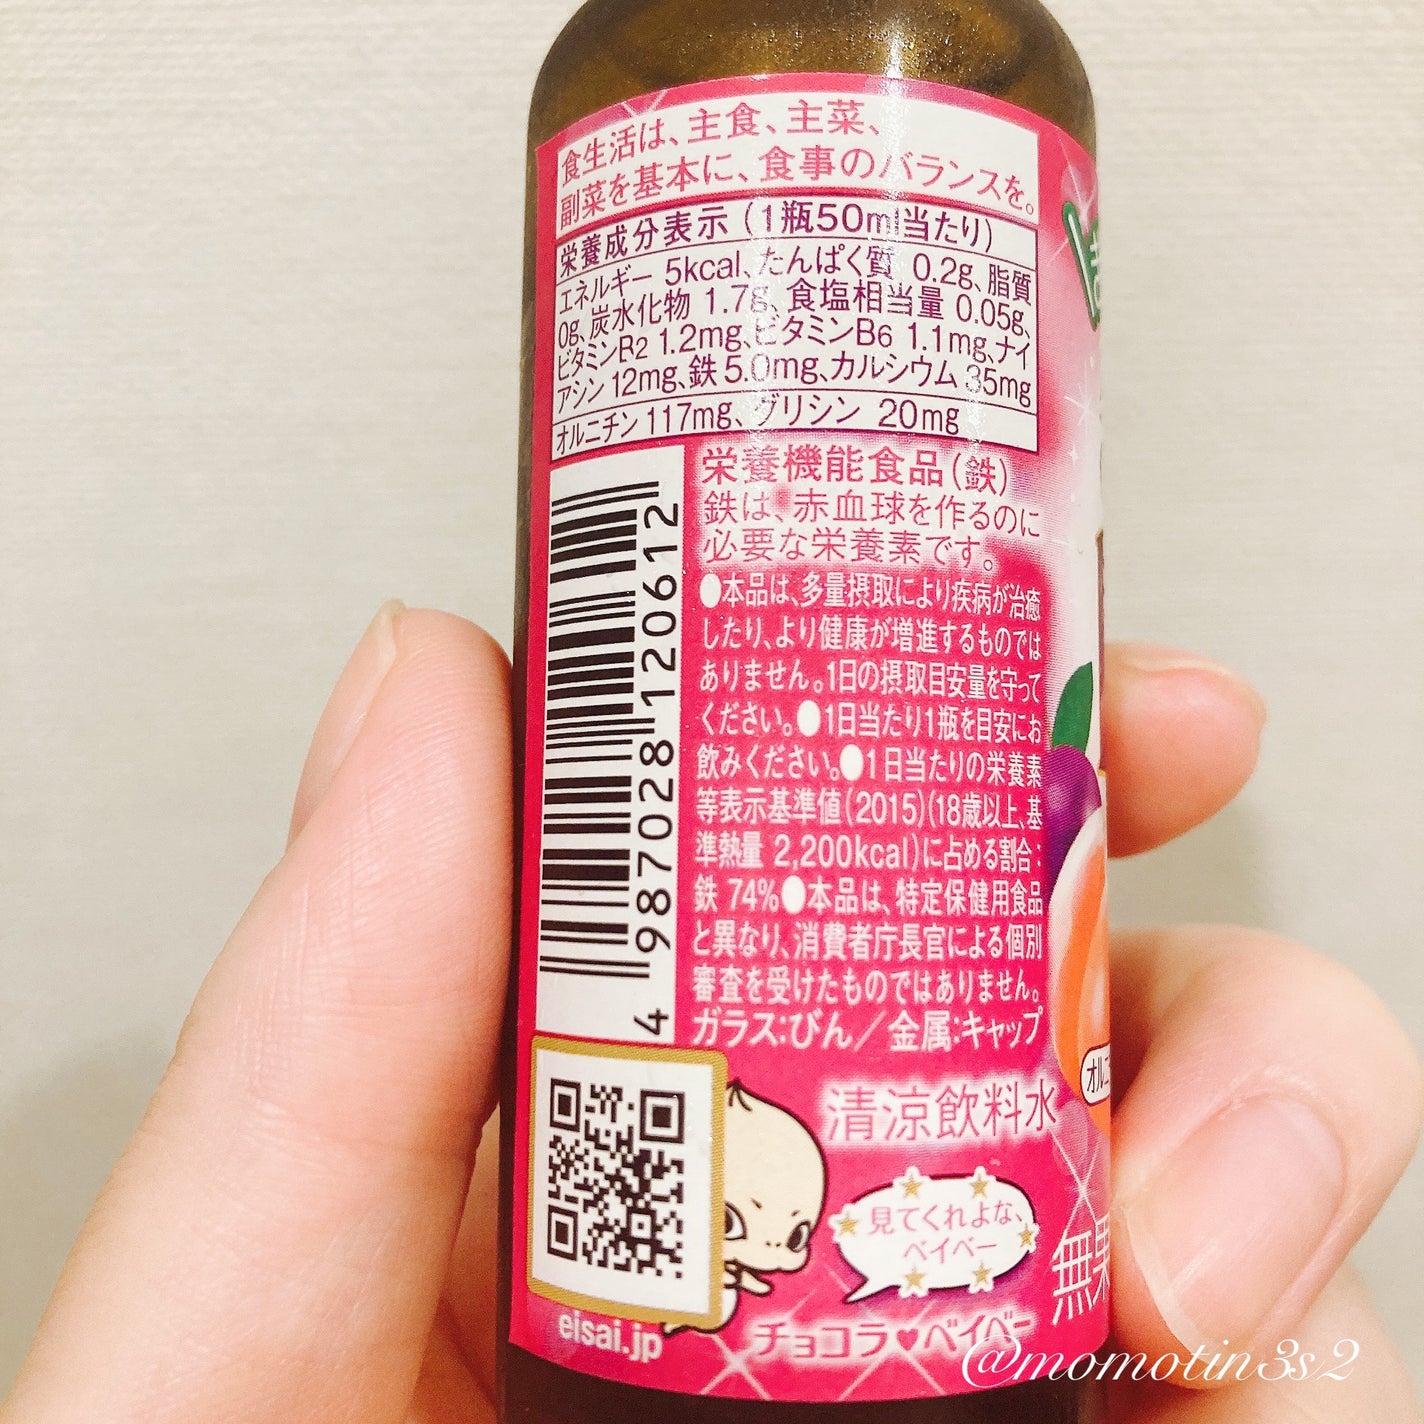 食生活は、主食、主菜、
副菜を基本に、食事のバランスを。
栄養成分表示（1瓶50ml当たり）
エネルギー 5kcal、たんぱく質 0.2g、脂質
0g、炭水化物 1.7g、食塩相当量 0.05g、
ビタミンB2 1.2mg、ビタミンB6 1.1mg、ナイ
アシン 12mg、鉄 5.0mg、カルシウム 35mg
オルニチン 117mg、グリシン 20mg
栄養機能食品（鉄）
鉄は、赤血球を作るのに
必要な栄養素です。
●本品は、多量摂取により疾病が治癒
したり、より健康が増進するものでは
ありません。1日の摂取目安量を守って
ください。●1日当たり1瓶を目安にお
飲みください。●1日当たりの栄養素
等表示基準値(2015)(18歳以上、基
準熱量 2,200kcal)に占める割合:
鉄 74%●本品は、特定保健用食品
と異なり、消費者庁長官による個別
審査を受けたものではありません。
ガラス:びん／金属:キャップ
4 987028 120612
清涼飲料水
見てくれよな、
ベイベー
eisai.jp
チョコラ♥ベイベー
オルニ
無果
@momotin3s2